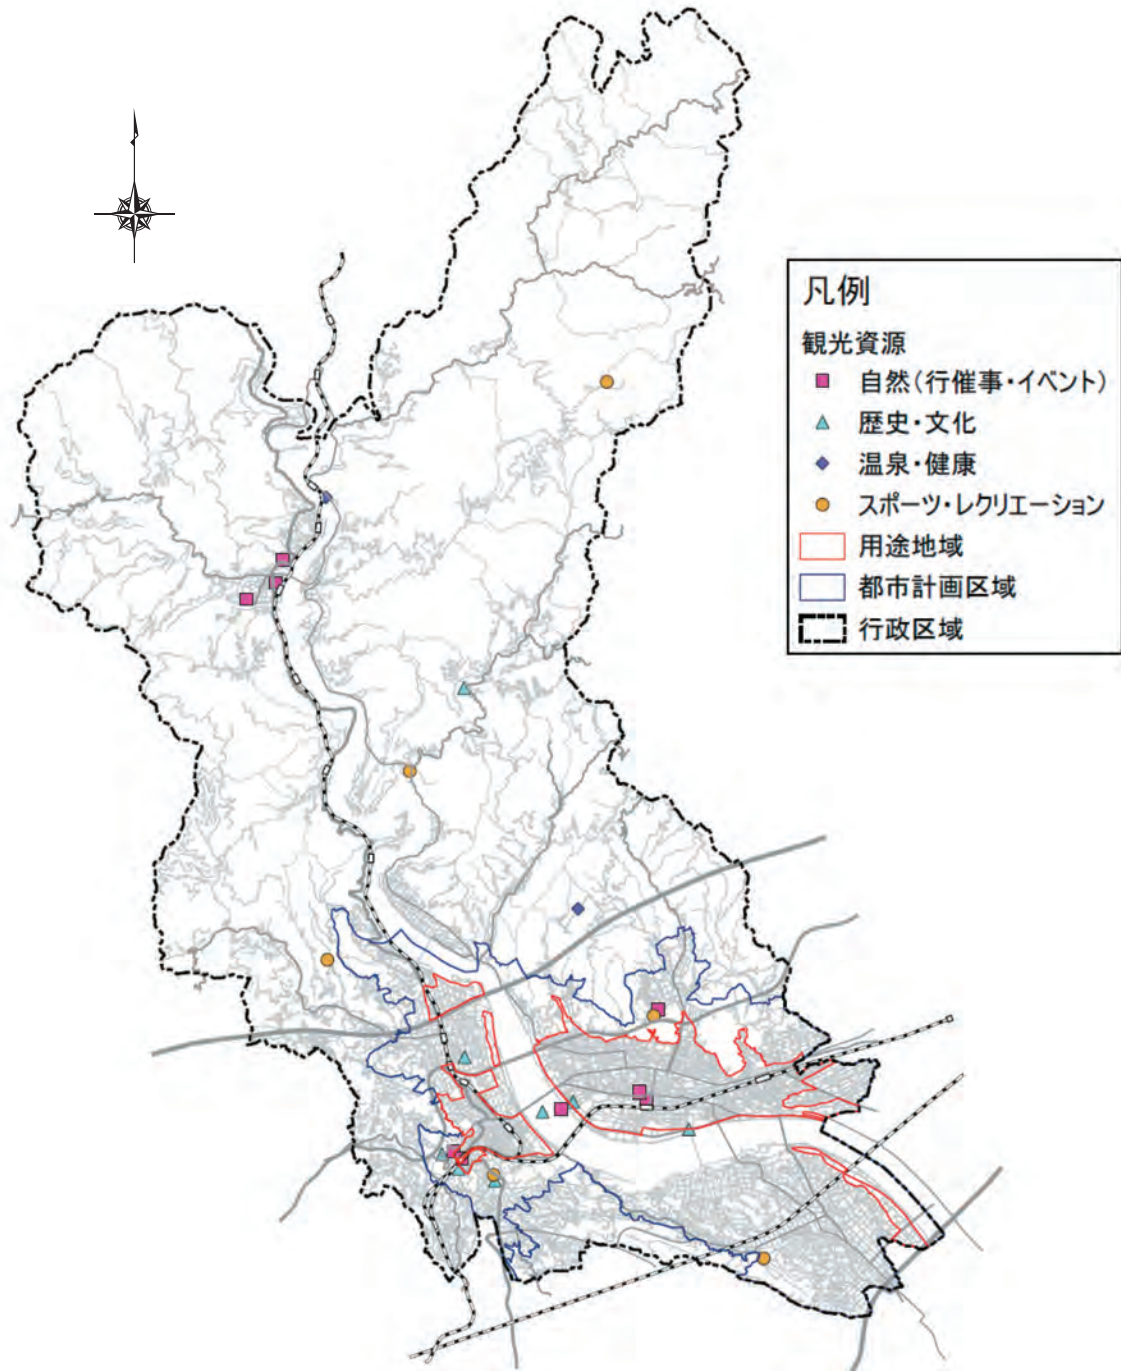 凡例
観光資源
自然(行催事・イベント)
歴史・文化
温泉・健康
スポーツ・レクリエーション
用途地域
都市計画区域
行政区域